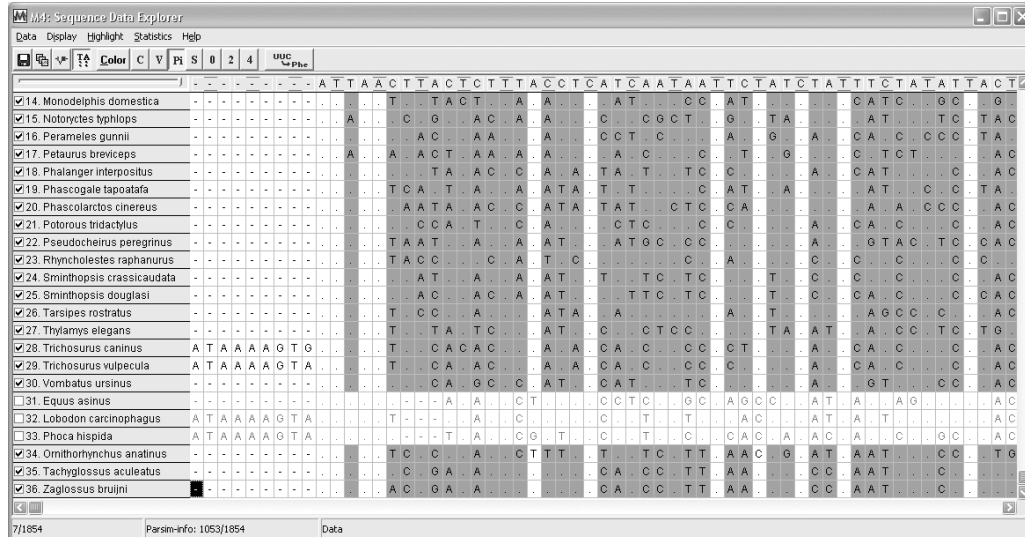 M4: Sequence Data Explorer
Data Display Highlight Statistics Help
TA Color C V Pi S 0 2 4 UUC Phe
- - - - - - - - - A T T A A C T T A C T C T T T A C C T C A T C A A T A A T T C T A T C T A T T T C T A T A T T A C T
14. Monodelphis domestica - - - - - - - - - T T A C T A A A T C C A T C A T C G C G
15. Notoryctes typhlops - - - - - - - - - A C G A C A A C C G C T G T A A T T C T A C
16. Perameles gunnii - - - - - - - - - A C A A A C C T C A G A C A C C C C T A
17. Petaurus breviceps - - - - - - - - - A A A C T A A A A A C C T G C T C T A C
18. Phalanger interpositus - - - - - - - - - T A A C C A A T A T T C A C A T C A C
19. Phascogale tapoatafa - - - - - - - - - T C A T A A A T A T T C A T A A T C C T A
20. Phascolarctos cinereus - - - - - - - - - A A T A A C C A T A T A T C T C C A A A C C C A C
21. Potorous tridactylus - - - - - - - - - C C A T C A C T C C C A C A C C A C
22. Pseudocheirus peregrinus - - - - - - - - - T A A T A A A T A T G C C C A G T A C T C C A C
23. Rhyncholestes raphanurus - - - - - - - - - T A C C C A T C C A C C C C
24. Sminthopsis crassicaudata - - - - - - - - - A T A A A T T T C T C T C C C A C
25. Sminthopsis douglasi - - - - - - - - - A C A C A A T T T C T C T C C A C C A C
26. Tarsipes rostratus - - - - - - - - - T C C A A T A A A T A G C C C A C
27. Thylamys elegans - - - - - - - - - T T A T C A T C C T C C T A A T A C C T C T G
28. Trichosurus caninus A T A A A A G T G T C A C A C A A C A C C C C T A C A C A C
29. Trichosurus vulpecula A T A A A A G T A T C A A C A A C A C C C C A C A C A C
30. Vombatus ursinus - - - - - - - - - C A G C C A T C A T T C A G T C C A C
31. Equus asinus - - - - - - - - - - - - A A C T C C T C G C A G C C A T A A G A C
32. Lobodon carcinophagus A T A A A A G T A T - - - A C C C T T A C A T A T A C
33. Phoca hispida A T A A A A G T A - - - T A C G T C T C C A C A A C A C G C A C
34. Ornithorhynchus anatinus - - - - - - - - - T C C A C T T T T T C T T A A C G A T A A T C C T G
35. Tachyglossus aculeatus - - - - - - - - - C G A A C A C C T T A A C C A A T C
36. Zaglossus bruijni - - - - - - - - - A C G A A C A C C T T A A C C A A T C
7/1854 Parsim-info: 1053/1854 Data